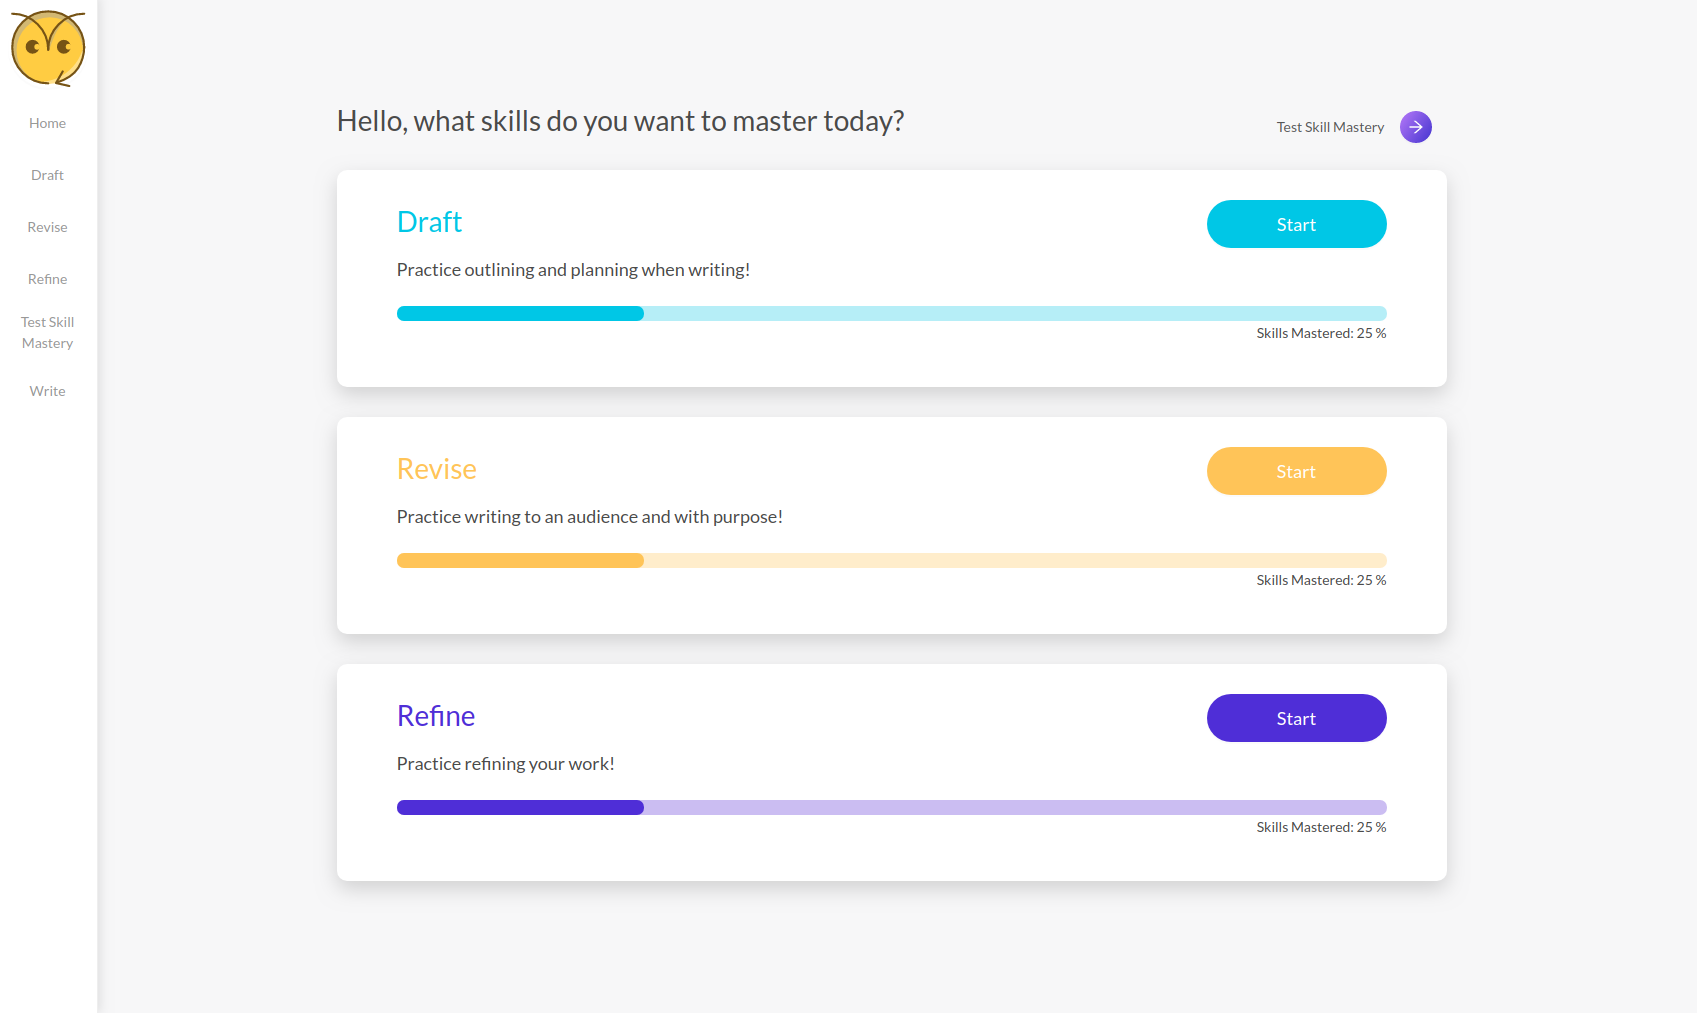 Home
Draft
Revise
Refine
Test Skill
Mastery
Write
Hello, what skills do you want to master today?
Test Skill Mastery
Draft
Start
Practice outlining and planning when writing!
Skills Mastered: 25 %
Revise
Start
Practice writing to an audience and with purpose!
Skills Mastered: 25 %
Refine
Start
Practice refining your work!
Skills Mastered: 25 %